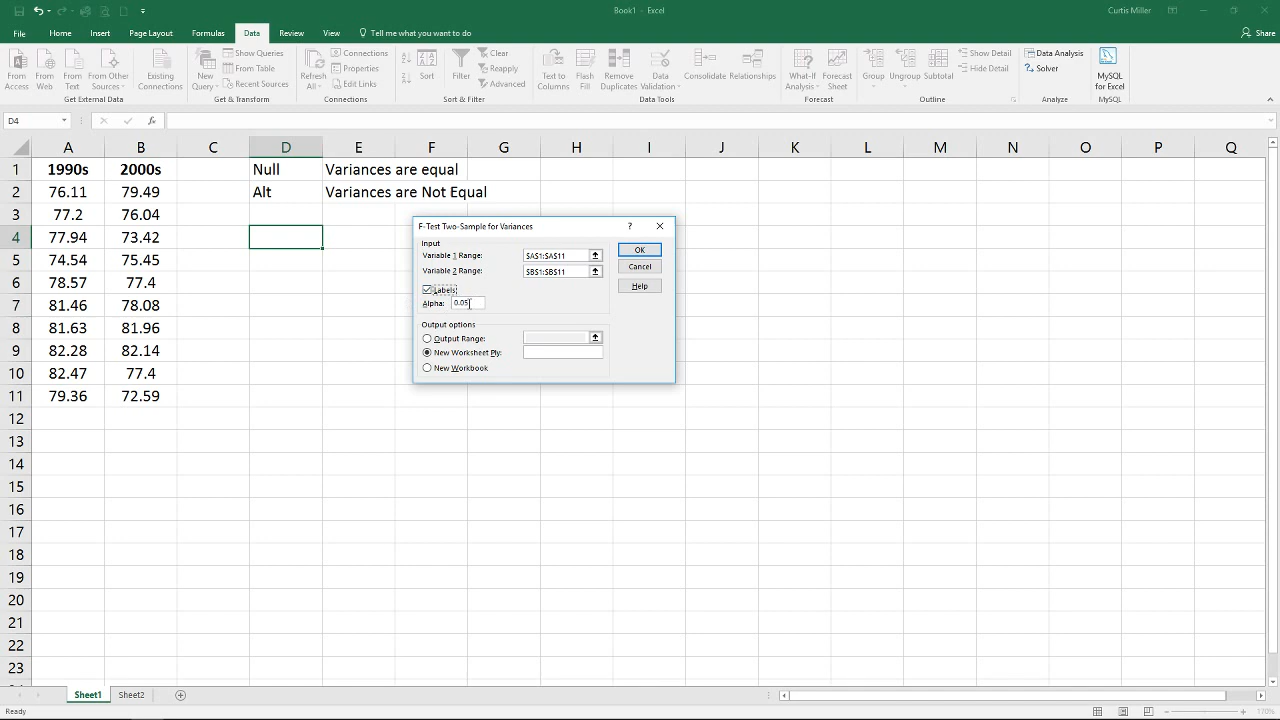 Book1 - Excel
Curtis Miller
File Home Insert Page Layout Formulas Data Review View Tell me what you want to do Share
From Access
From Web
From Text
From Other Sources
Existing Connections
Get External Data
New Query
Show Queries
From Table
Recent Sources
Get & Transform
Refresh All
Connections
Properties
Edit Links
Connections
Sort
Filter
Clear
Reapply
Advanced
Sort & Filter
Text to Columns
Flash Fill
Remove Duplicates
Data Validation
Consolidate
Relationships
Data Tools
What-If Analysis
Forecast Sheet
Forecast
Group
Ungroup
Subtotal
Show Detail
Hide Detail
Outline
Data Analysis
Solver
Analyze
MySQL for Excel
MySQL
D4 fx
A B C D E F G H I J K L M N O P Q
1 1990s 2000s Null Variances are equal
2 76.11 79.49 Alt Variances are Not Equal
3 77.2 76.04
4 77.94 73.42
5 74.54 75.45
6 78.57 77.4
7 81.46 78.08
8 81.63 81.96
9 82.28 82.14
10 82.47 77.4
11 79.36 72.59
12
13
14
15
16
17
18
19
20
21
22
23
F-Test Two-Sample for Variances ?
Input
Variable 1 Range: $A$1:$A$11
Variable 2 Range: $B$1:$B$11
Labels
Alpha: 0.05
Output options
Output Range:
New Worksheet Ply:
New Workbook
OK
Cancel
Help
Sheet1 Sheet2
Ready
170%